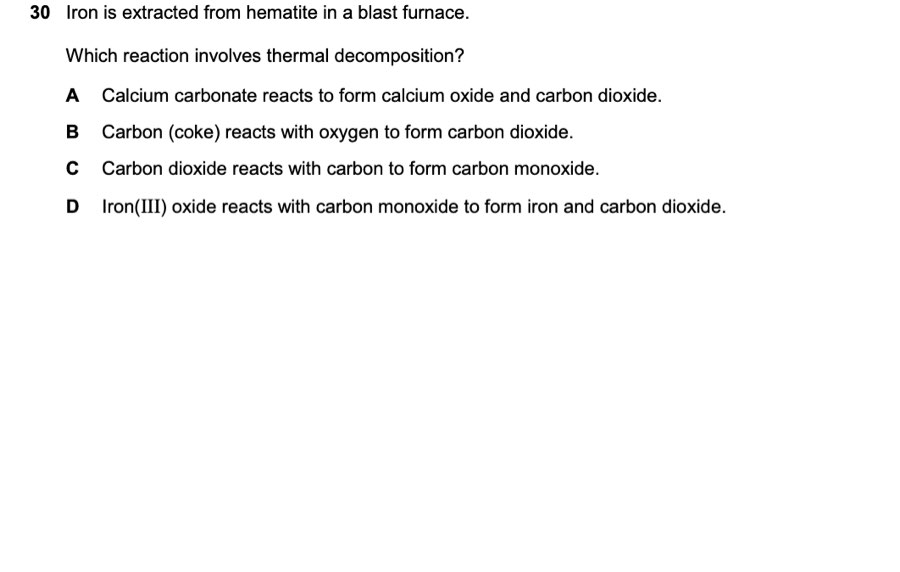 30 Iron is extracted from hematite in a blast furnace.
Which reaction involves thermal decomposition?
A Calcium carbonate reacts to form calcium oxide and carbon dioxide.
B Carbon (coke) reacts with oxygen to form carbon dioxide.
C Carbon dioxide reacts with carbon to form carbon monoxide.
D Iron(III) oxide reacts with carbon monoxide to form iron and carbon dioxide.